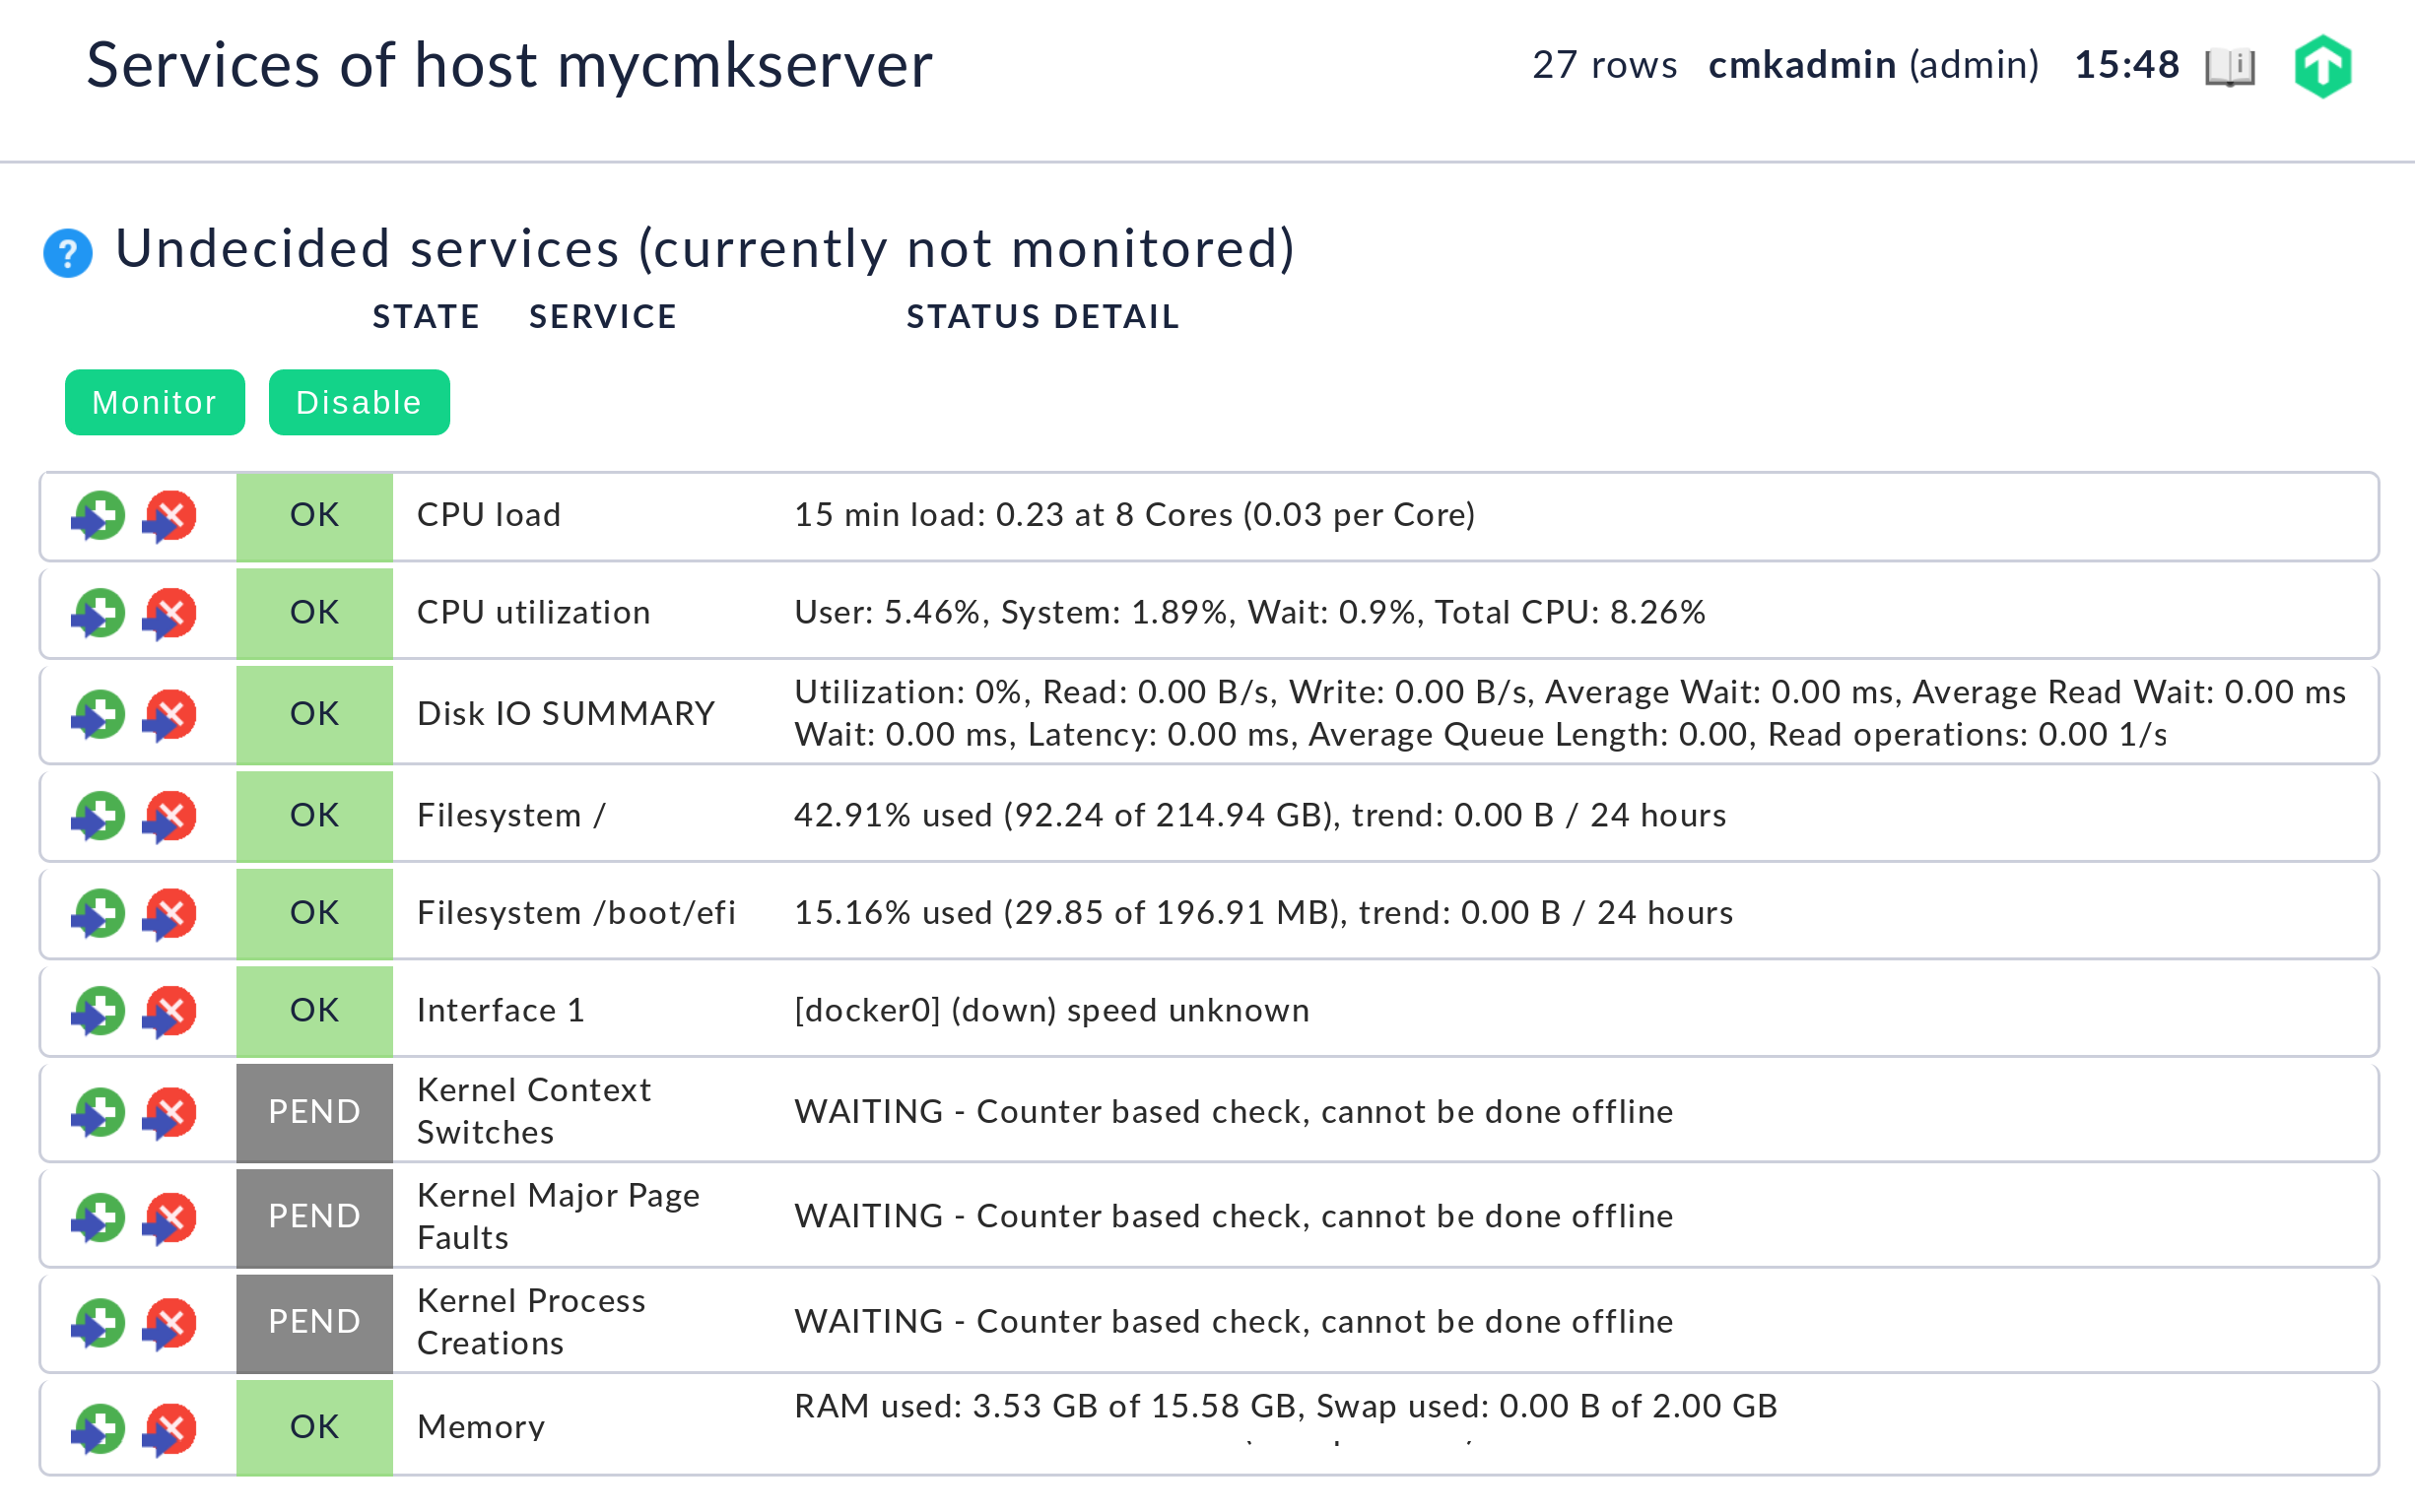 Services of host mycmkserver
27 rows cmkadmin (admin) 15:48
Undecided services (currently not monitored)
STATE SERVICE STATUS DETAIL
Monitor Disable
OK CPU load 15 min load: 0.23 at 8 Cores (0.03 per Core)
OK CPU utilization User: 5.46%, System: 1.89%, Wait: 0.9%, Total CPU: 8.26%
OK Disk IO SUMMARY Utilization: 0%, Read: 0.00 B/s, Write: 0.00 B/s, Average Wait: 0.00 ms, Average Read Wait: 0.00 ms
Wait: 0.00 ms, Latency: 0.00 ms, Average Queue Length: 0.00, Read operations: 0.00 1/s
OK Filesystem / 42.91% used (92.24 of 214.94 GB), trend: 0.00 B / 24 hours
OK Filesystem /boot/efi 15.16% used (29.85 of 196.91 MB), trend: 0.00 B / 24 hours
OK Interface 1 [docker0] (down) speed unknown
PEND Kernel Context
Switches
WAITING - Counter based check, cannot be done offline
PEND Kernel Major Page
Faults
WAITING - Counter based check, cannot be done offline
PEND Kernel Process
Creations
WAITING - Counter based check, cannot be done offline
OK Memory RAM used: 3.53 GB of 15.58 GB, Swap used: 0.00 B of 2.00 GB